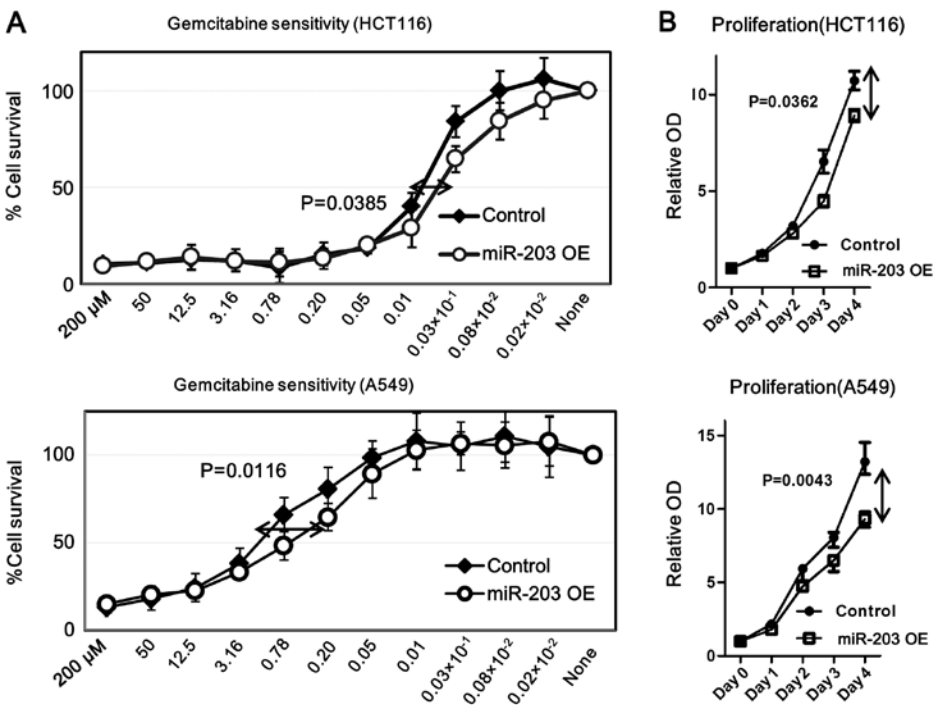 A
Gemcitabine sensitivity (HCT116)
% Cell survival
100
50
0
P=0.0385
Control
miR-203 OE
200 µM
50
12.5
3.16
0.78
0.20
0.05
0.01
0.03×10⁻¹
0.08×10⁻²
0.02×10⁻²
None
B
Proliferation(HCT116)
Relative OD
10
5
0
P=0.0362
Control
miR-203 OE
Day 0
Day 1
Day 2
Day 3
Day 4
Gemcitabine sensitivity (A549)
%Cell survival
100
50
0
P=0.0116
Control
miR-203 OE
200 µM
50
12.5
3.16
0.78
0.20
0.05
0.01
0.03×10⁻¹
0.08×10⁻²
0.02×10⁻²
None
Proliferation(A549)
Relative OD
15
10
5
0
P=0.0043
Control
miR-203 OE
Day 0
Day 1
Day 2
Day 3
Day 4